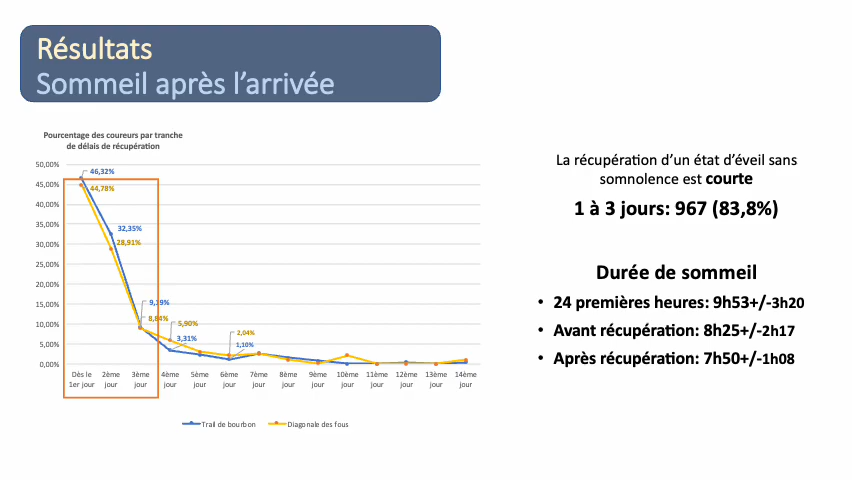 Résultats
Sommeil après l'arrivée
Pourcentage des coureurs par tranche
de délais de récupération
50,00%
45,00%
40,00%
35,00%
30,00%
25,00%
20,00%
15,00%
10,00%
5,00%
0,00%
46,32%
44,78%
32,35%
28,91%
9,19%
8,84%
5,90%
3,31%
2,04%
1,10%
Dès le
1er jour
2ème
jour
3ème
jour
4ème
jour
5ème
jour
6ème
jour
7ème
jour
8ème
jour
9ème
jour
10ème
jour
11ème
jour
12ème
jour
13ème
jour
14ème
jour
Trail de bourbon
Diagonale des fous
La récupération d'un état d'éveil sans
somnolence est courte
1 à 3 jours: 967 (83,8%)
Durée de sommeil
• 24 premières heures: 9h53+/-3h20
• Avant récupération: 8h25+/-2h17
• Après récupération: 7h50+/-1h08